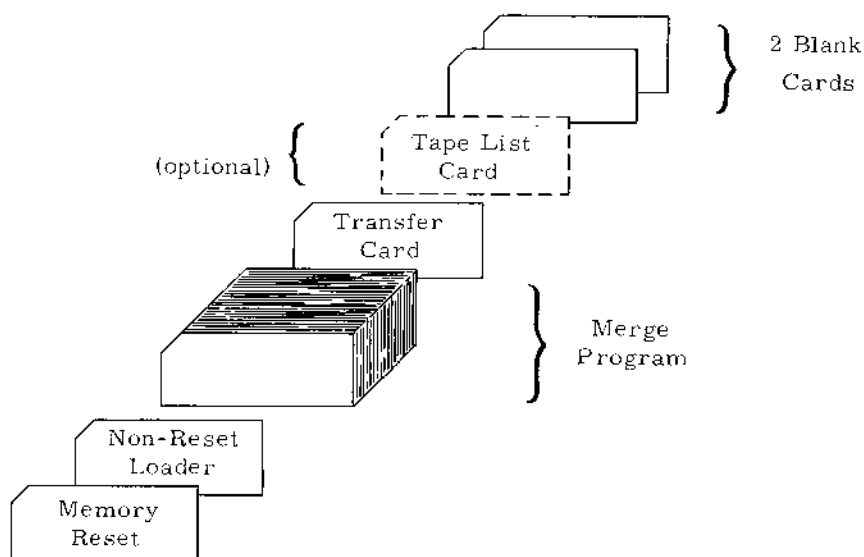 2 Blank
Cards
Tape List
Card
(optional)
Transfer
Card
Merge
Program
Non-Reset
Loader
Memory
Reset